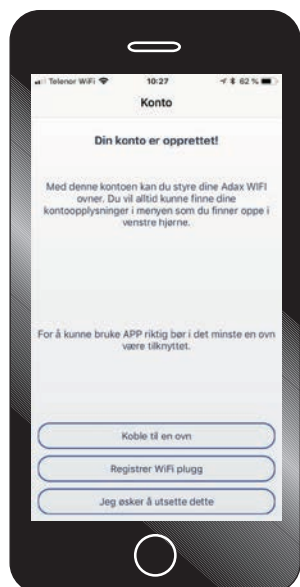 Telenor WiFi 10:27 62 %
Konto
Din konto er opprettet!
Med denne kontoen kan du styre dine Adax WIFI
ovner. Du vil alltid kunne finne dine
kontoopplysninger i menyen som du finner oppe i
venstre hjørne.
For å kunne bruke APP riktig bør i det minste en ovn
være tilknyttet.
Koble til en ovn
Registrer WiFi plugg
Jeg øsker å utsette dette